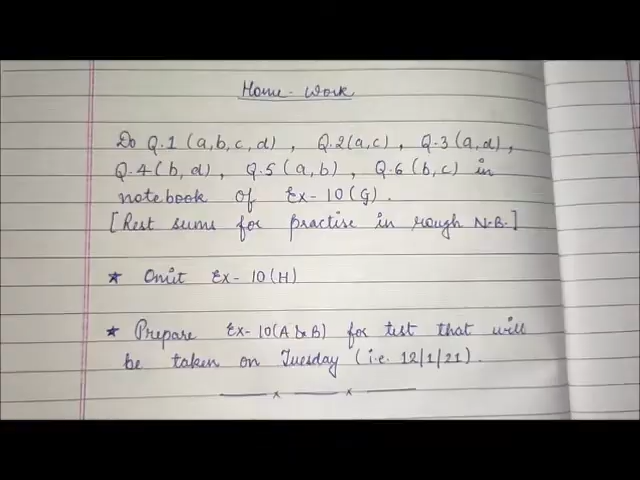 Home - Work
Do Q.1 (a,b,c,d) , Q.2(a,c) , Q.3(a,d) ,
Q.4(b,d) , Q.5(a,b) , Q.6(b,c) in
notebook of Ex-10(G).
[Rest sums for practise in rough N.B.]
* Omit Ex-10(H)
* Prepare Ex-10(A & B) for test that will
be taken on Tuesday (i.e. 12/1/21).